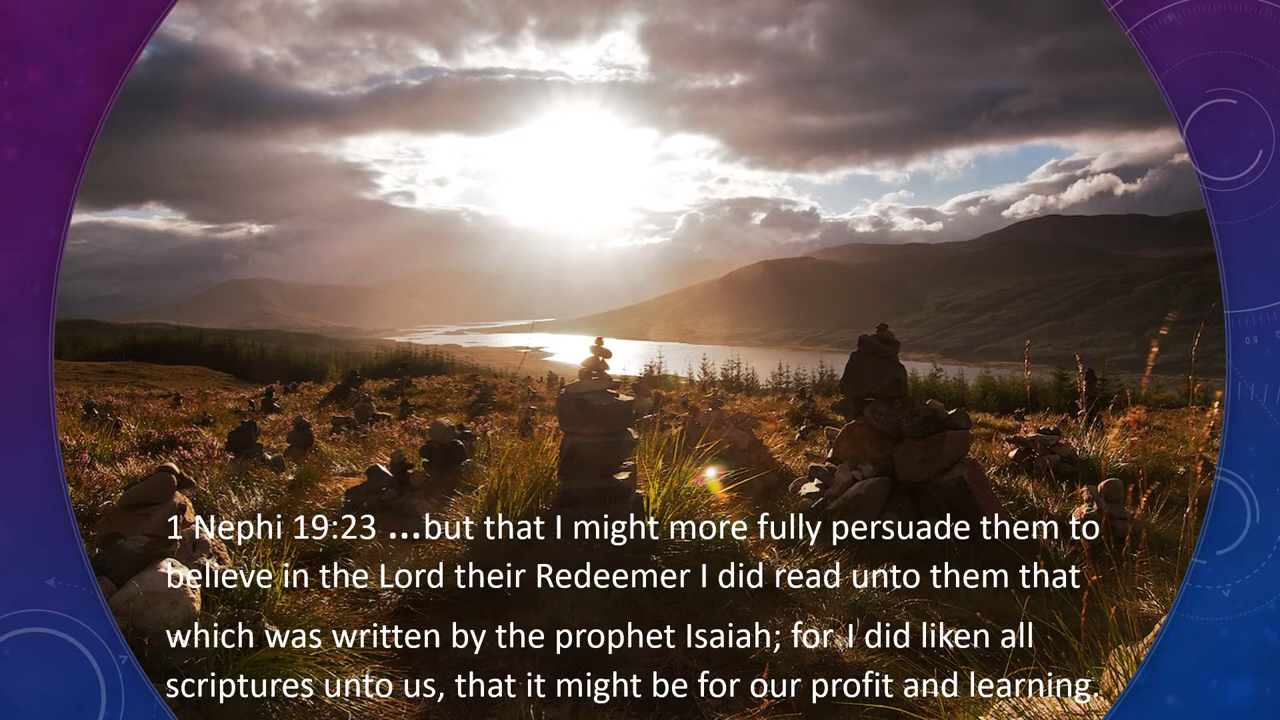 1 Nephi 19:23 ...but that I might more fully persuade them to
believe in the Lord their Redeemer I did read unto them that
which was written by the prophet Isaiah; for I did liken all
scriptures unto us, that it might be for our profit and learning.
80